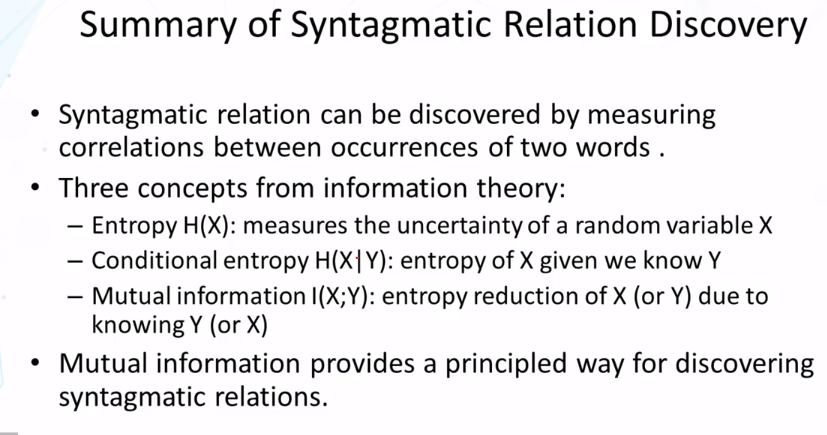 Summary of Syntagmatic Relation Discovery
• Syntagmatic relation can be discovered by measuring
correlations between occurrences of two words .
• Three concepts from information theory:
– Entropy H(X): measures the uncertainty of a random variable X
– Conditional entropy H(X|Y): entropy of X given we know Y
– Mutual information I(X;Y): entropy reduction of X (or Y) due to
knowing Y (or X)
• Mutual information provides a principled way for discovering
syntagmatic relations.